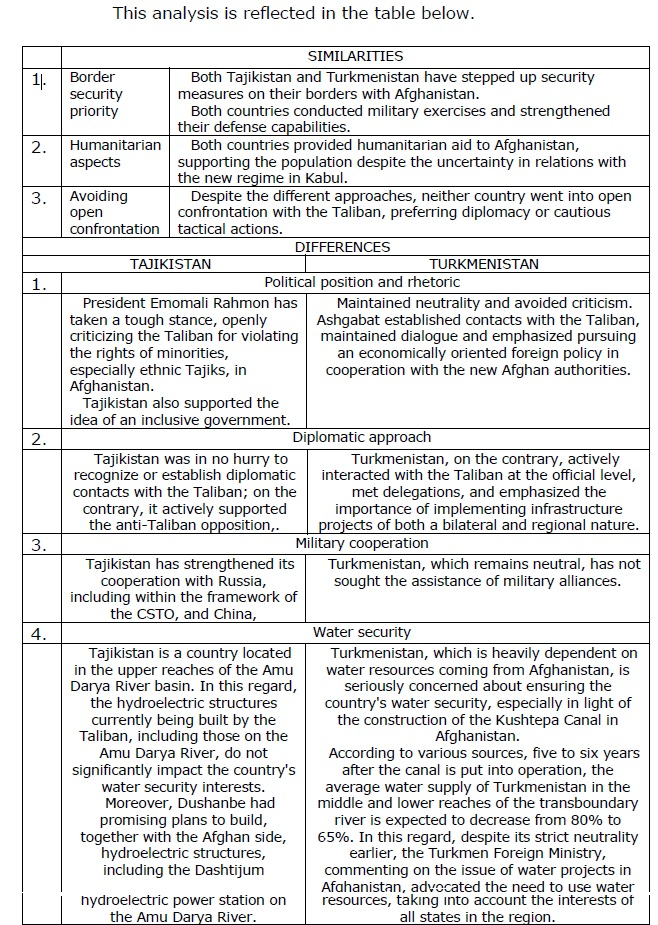 This analysis is reflected in the table below.
SIMILARITIES
1.
Border
security
priority
Both Tajikistan and Turkmenistan have stepped up security
measures on their borders with Afghanistan.
Both countries conducted military exercises and strengthened
their defense capabilities.
2.
Humanitarian
aspects
Both countries provided humanitarian aid to Afghanistan,
supporting the population despite the uncertainty in relations with
the new regime in Kabul.
3.
Avoiding
open
confrontation
Despite the different approaches, neither country went into open
confrontation with the Taliban, preferring diplomacy or cautious
tactical actions.
DIFFERENCES
TAJIKISTAN
TURKMENISTAN
1.
Political position and rhetoric
President Emomali Rahmon has
taken a tough stance, openly
criticizing the Taliban for violating
the rights of minorities,
especially ethnic Tajiks, in
Afghanistan.
Tajikistan also supported the
idea of an inclusive government.
Maintained neutrality and avoided criticism.
Ashgabat established contacts with the Taliban,
maintained dialogue and emphasized pursuing
an economically oriented foreign policy in
cooperation with the new Afghan authorities.
2.
Diplomatic approach
Tajikistan was in no hurry to
recognize or establish diplomatic
contacts with the Taliban; on the
contrary, it actively supported
the anti-Taliban opposition,.
Turkmenistan, on the contrary, actively
interacted with the Taliban at the official level,
met delegations, and emphasized the
importance of implementing infrastructure
projects of both a bilateral and regional nature.
3.
Military cooperation
Tajikistan has strengthened its
cooperation with Russia,
including within the framework of
the CSTO, and China,
Turkmenistan, which remains neutral, has not
sought the assistance of military alliances.
4.
Water security
Tajikistan is a country located
in the upper reaches of the Amu
Darya River basin. In this regard,
the hydroelectric structures
currently being built by the
Taliban, including those on the
Amu Darya River, do not
significantly impact the country's
water security interests.
Moreover, Dushanbe had
promising plans to build,
together with the Afghan side,
hydroelectric structures,
including the Dashtijum
hydroelectric power station on
the Amu Darya River.
Turkmenistan, which is heavily dependent on
water resources coming from Afghanistan, is
seriously concerned about ensuring the
country's water security, especially in light of
the construction of the Kushtepa Canal in
Afghanistan.
According to various sources, five to six years
after the canal is put into operation, the
average water supply of Turkmenistan in the
middle and lower reaches of the transboundary
river is expected to decrease from 80% to
65%. In this regard, despite its strict neutrality
earlier, the Turkmen Foreign Ministry,
commenting on the issue of water projects in
Afghanistan, advocated the need to use water
resources, taking into account the interests of
all states in the region.